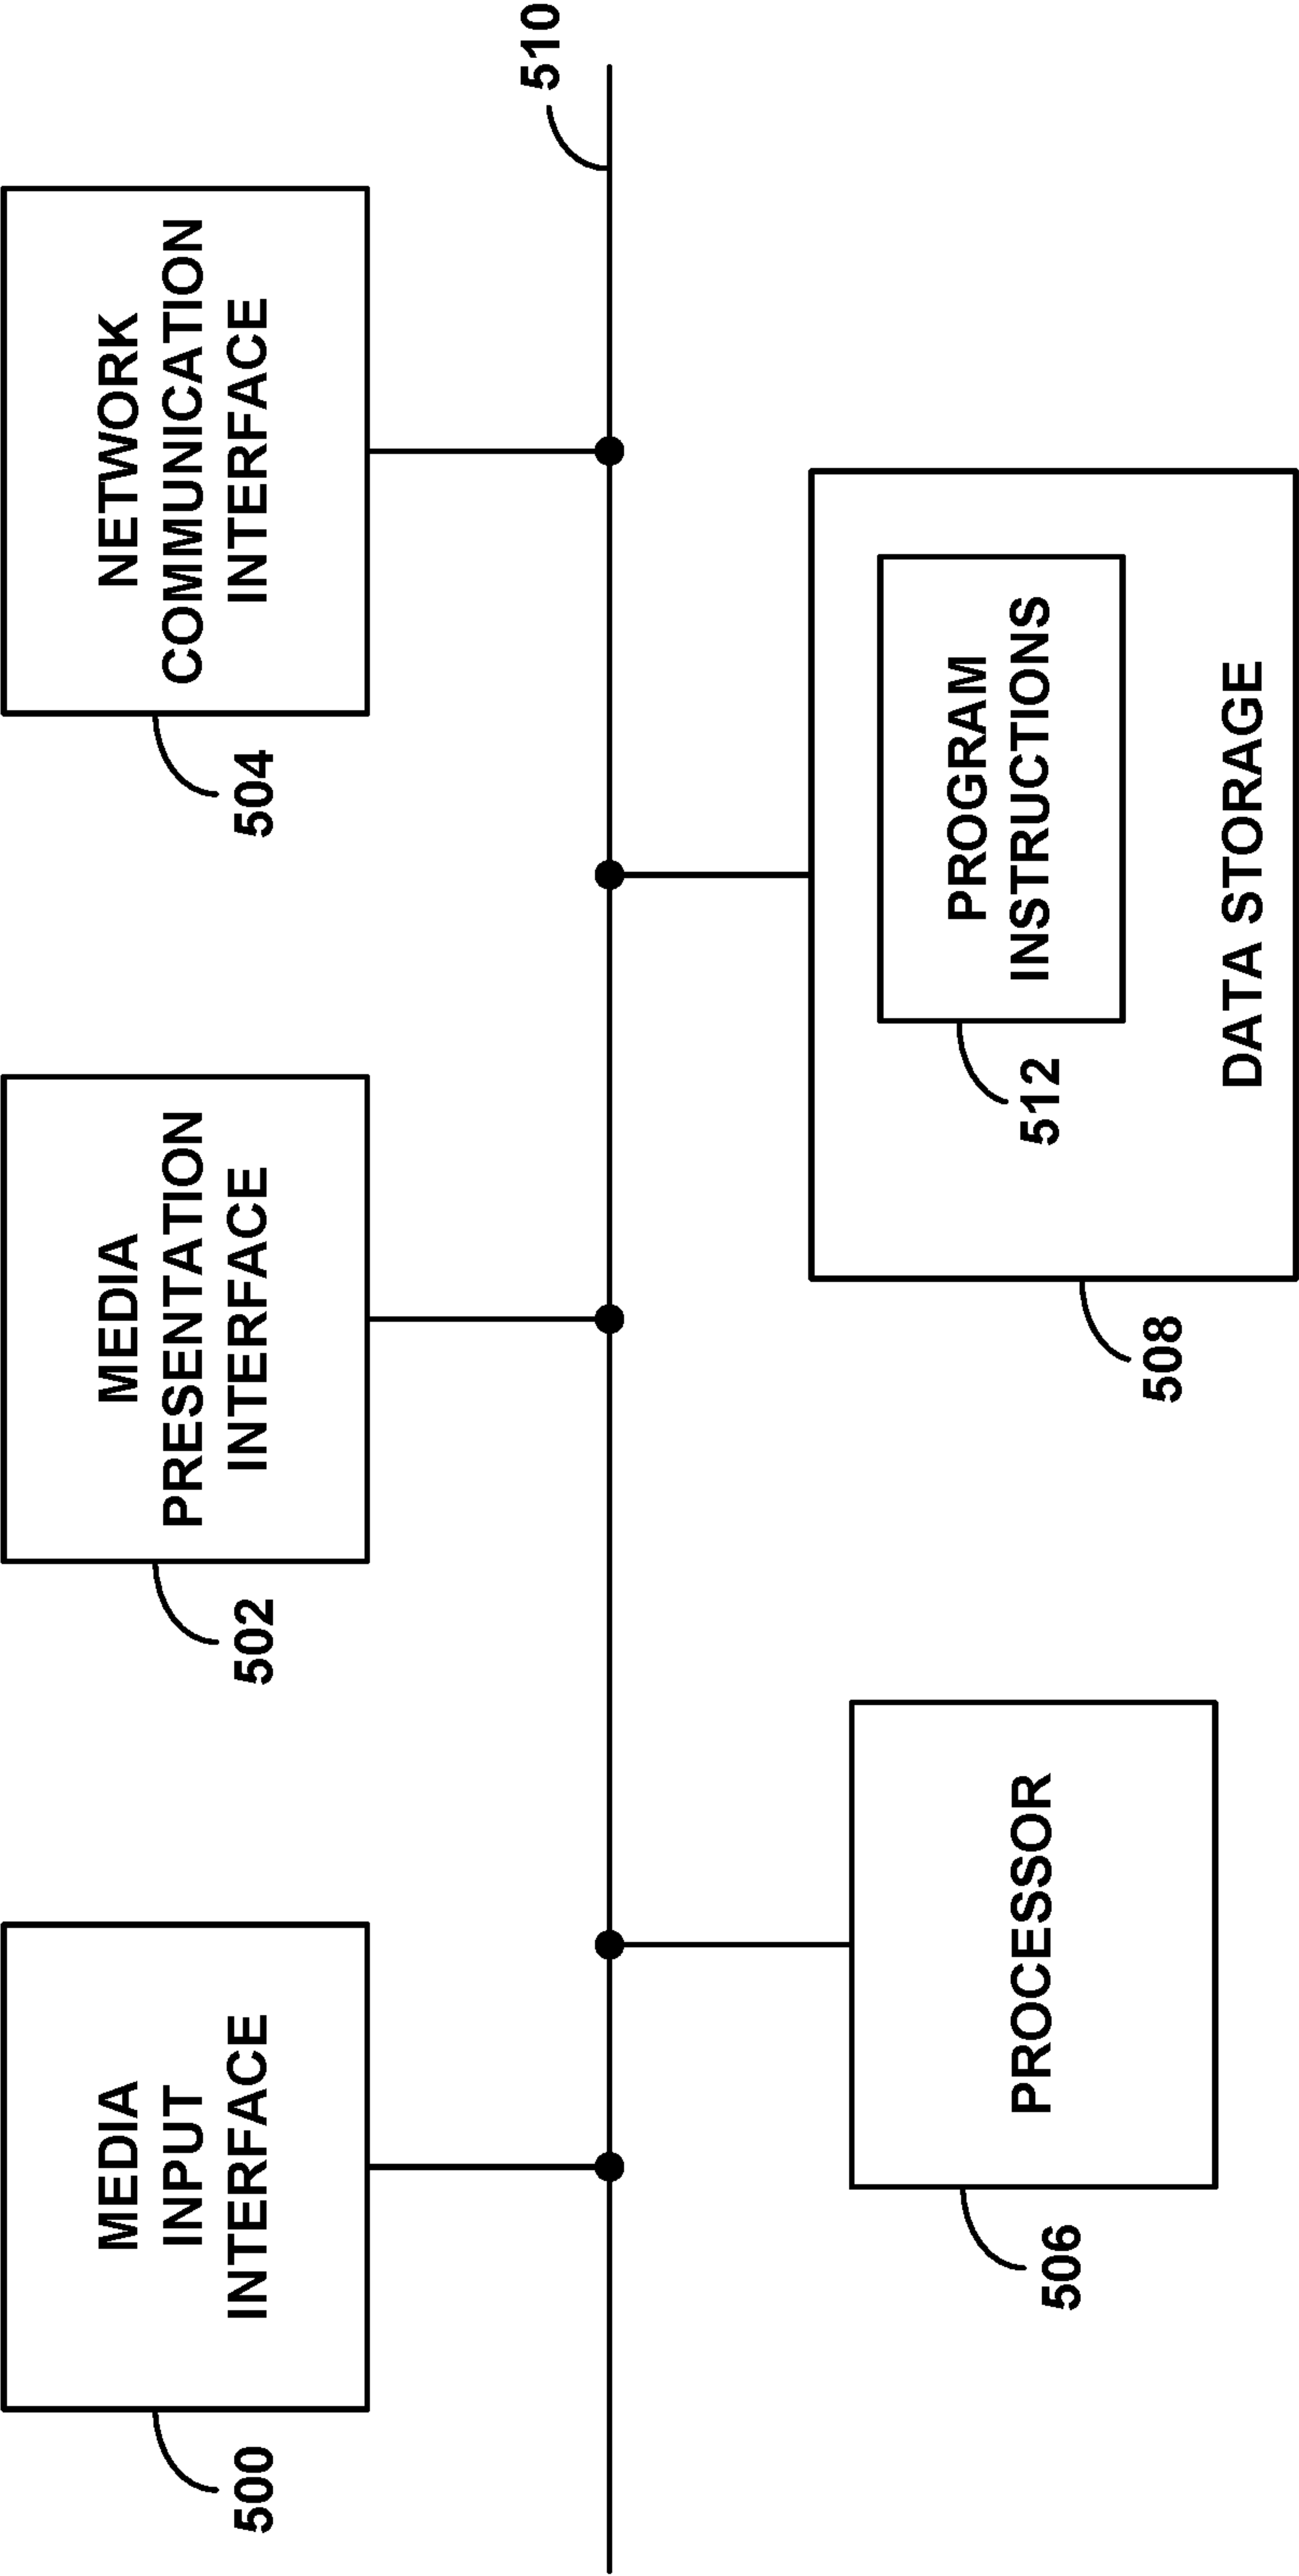 MEDIA
INPUT
INTERFACE
500
MEDIA
PRESENTATION
INTERFACE
502
NETWORK
COMMUNICATION
INTERFACE
504
510
PROCESSOR
506
PROGRAM
INSTRUCTIONS
512
DATA STORAGE
508